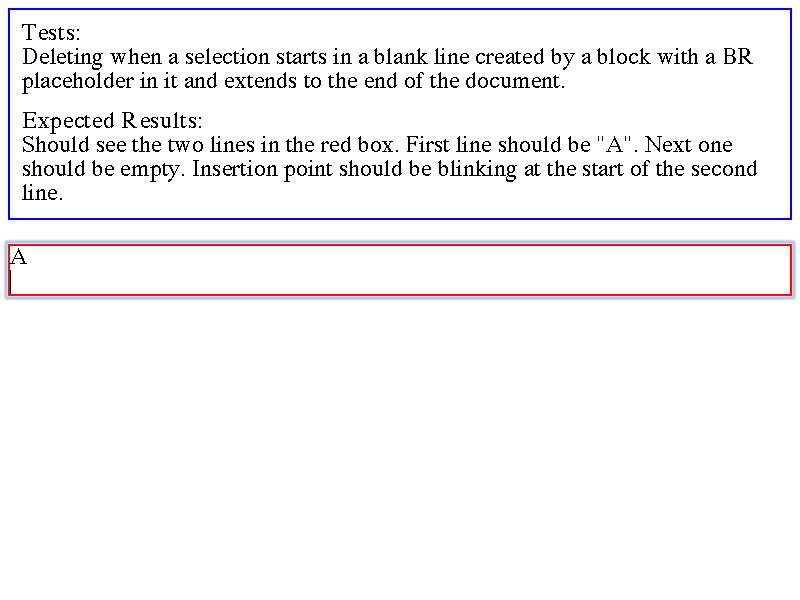 Tests:
Deleting when a selection starts in a blank line created by a block with a BR
placeholder in it and extends to the end of the document.
Expected Results:
Should see the two lines in the red box. First line should be "A". Next one
should be empty. Insertion point should be blinking at the start of the second
line.
A